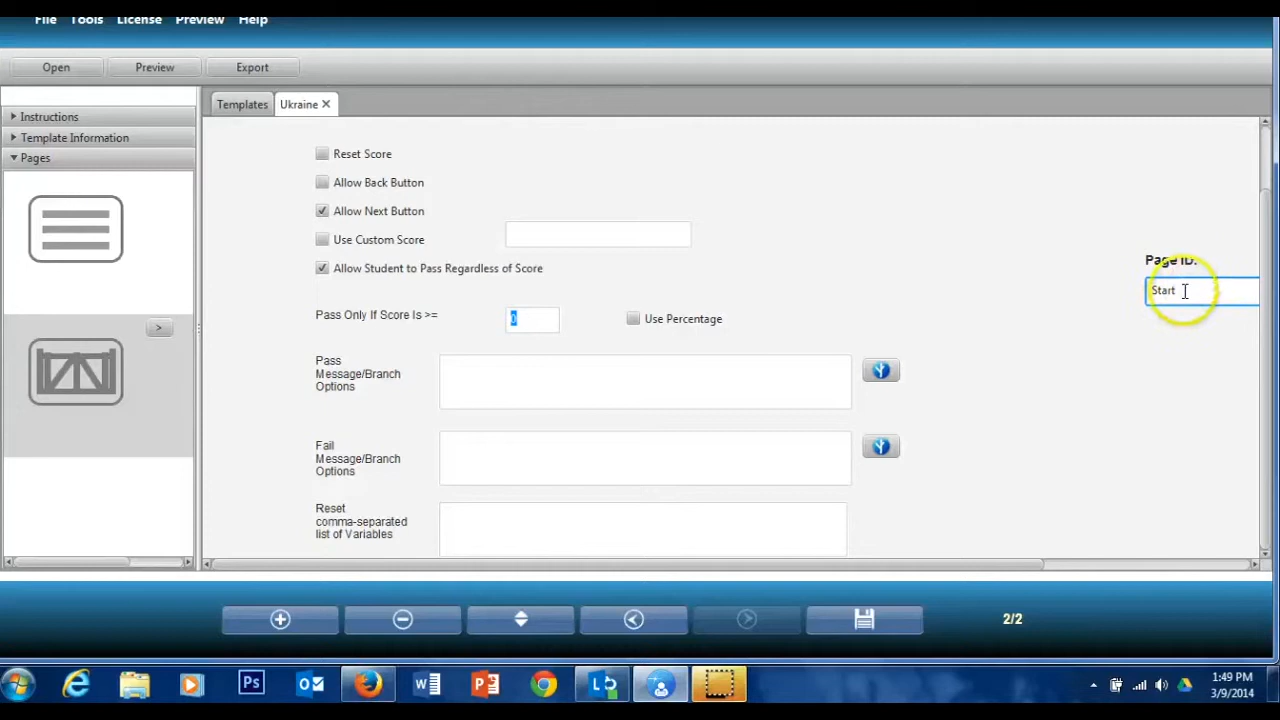 File Tools License Preview Help
Open Preview Export
Templates Ukraine
Instructions
Template Information
Pages
>
Reset Score
Allow Back Button
Allow Next Button
Use Custom Score
Allow Student to Pass Regardless of Score
Page ID:
Start
Pass Only If Score Is >= 0 Use Percentage
Pass
Message/Branch
Options
Fail
Message/Branch
Options
Reset
comma-separated
list of Variables
2/2
Ps
1:49 PM
3/9/2014